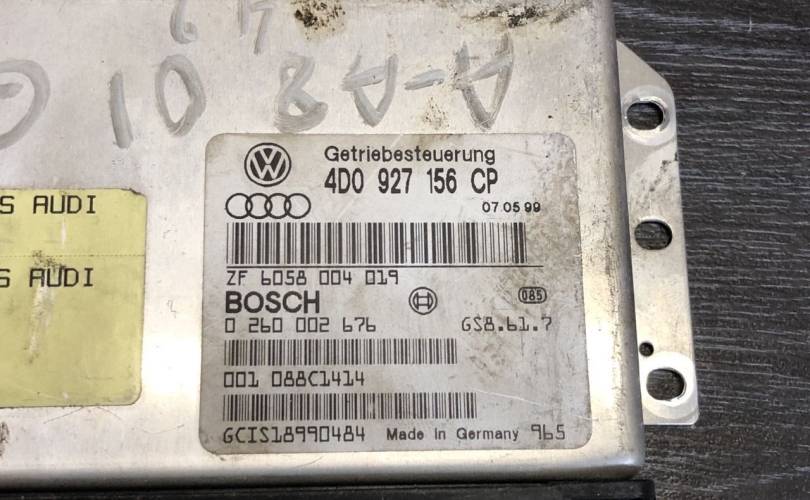 A-A8 01
S AUDI
S AUDI
Getriebesteuerung
4D0 927 156 CP
07.05.99
ZF 6058 004 019
BOSCH
085
0 260 002 676 GS8.61.7
001 088C1414
GCIS18990484 Made in Germany 965